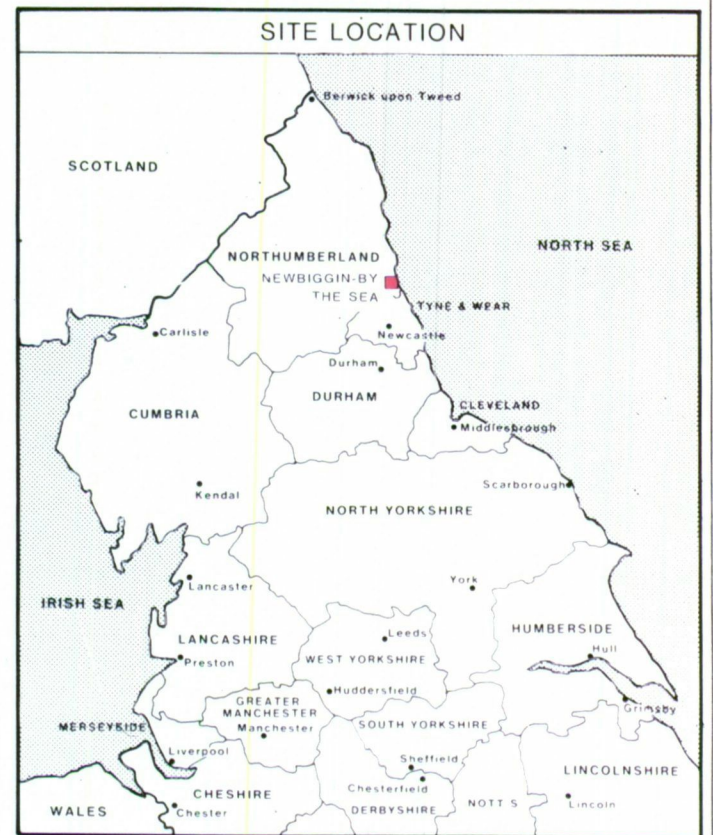 SITE LOCATION
Berwick upon Tweed
SCOTLAND
NORTH SEA
NORTHUMBERLAND
NEWBIGGIN-BY
THE SEA
TYNE & WEAR
Carlisle
Newcastle
Durham
DURHAM
CLEVELAND
CUMBRIA
Middlesbrough
Kendal
Scarborough
NORTH YORKSHIRE
Lancaster
York
IRISH SEA
HUMBERSIDE
LANCASHIRE
Leeds
Hull
Preston
WEST YORKSHIRE
Huddersfield
GREATER
MANCHESTER
Grimsby
MERSEYSIDE
Manchester
SOUTH YORKSHIRE
Liverpool
Sheffield
LINCOLNSHIRE
CHESHIRE
Chesterfield
WALES
Chester
DERBYSHIRE
NOTT S
Lincoln